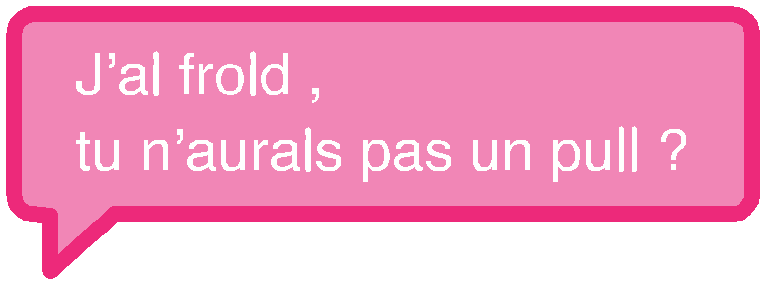 J'al frold ,
tu n'aurals pas un pull ?